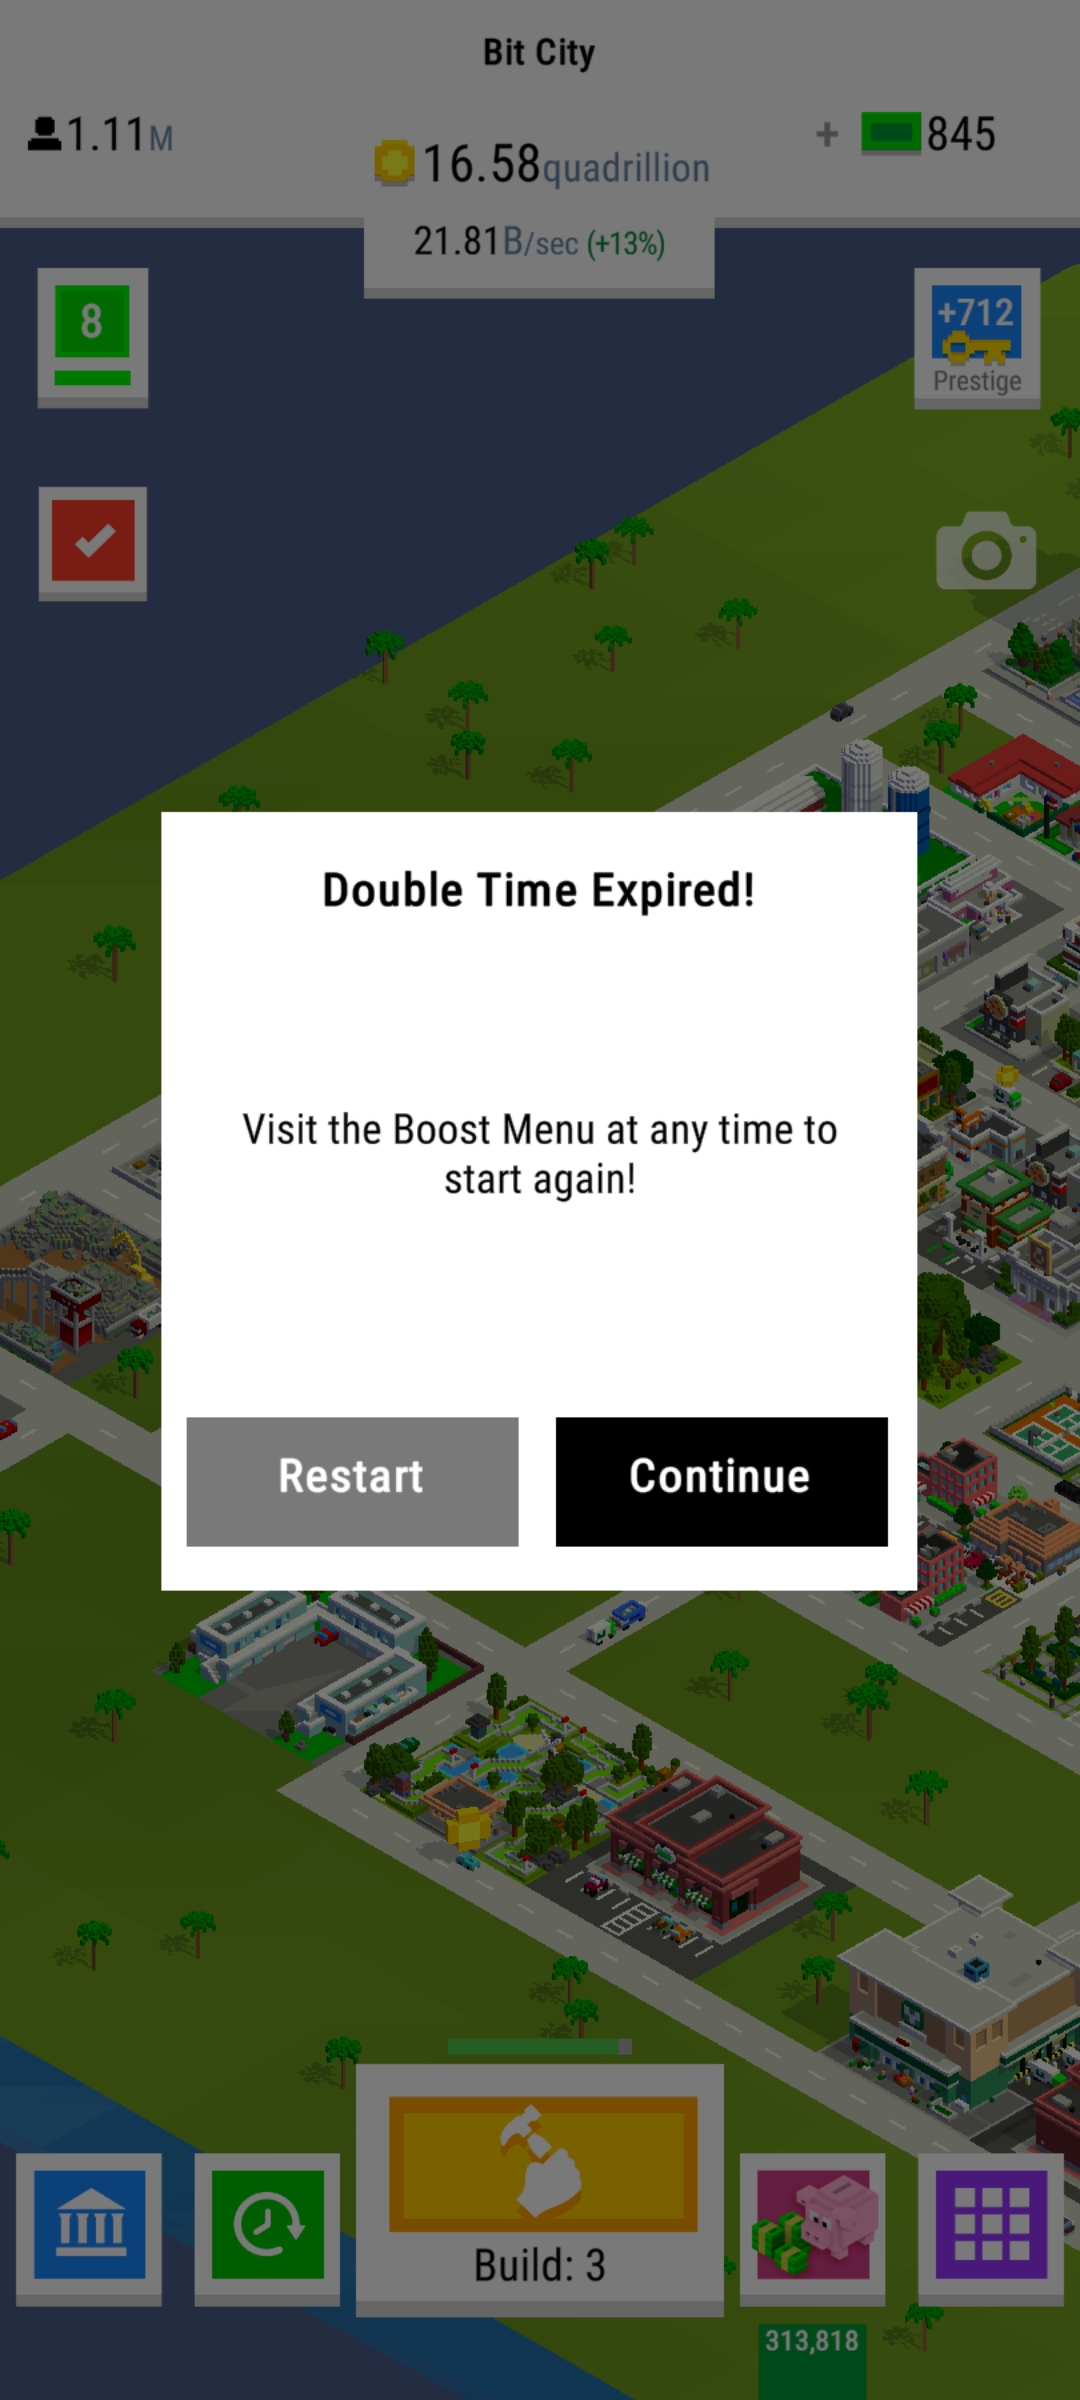 Bit City
1.11M
16.58quadrillion
+ 845
21.81B/sec (+13%)
8
+712
Prestige
Double Time Expired!
Visit the Boost Menu at any time to
start again!
Restart
Continue
Build: 3
313,818